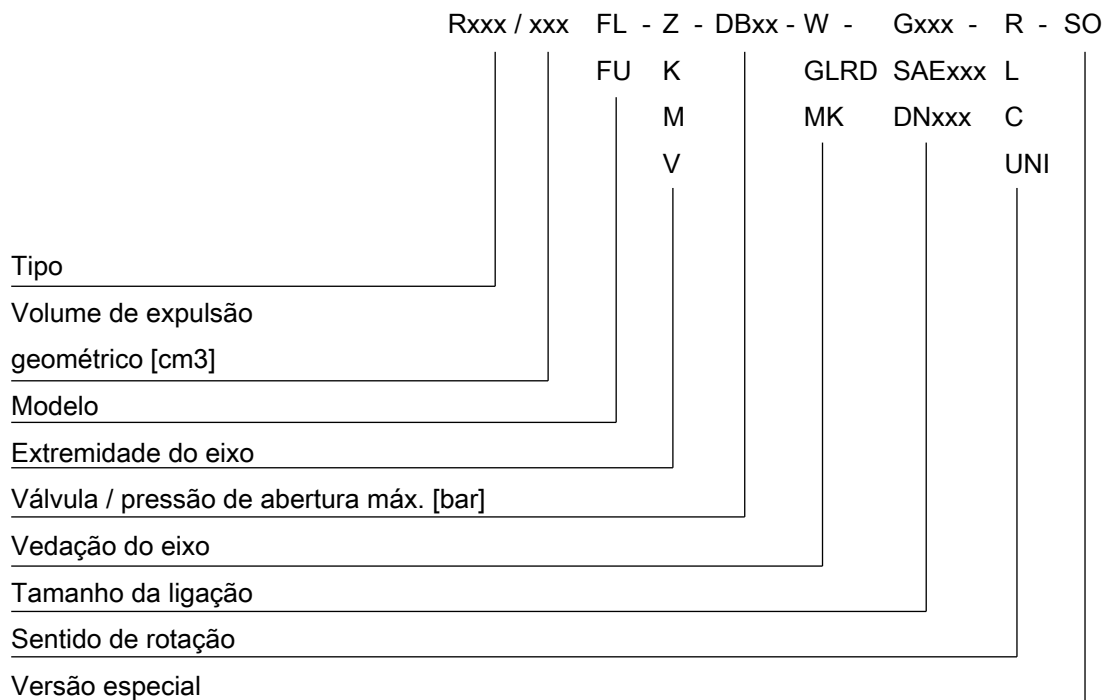 Rxxx / xxx FL - Z - DBxx - W - Gxxx - R - SO
FU K GLRD SAExxx L
M MK DNxxx C
V UNI
Tipo
Volume de expulsão
geométrico [cm3]
Modelo
Extremidade do eixo
Válvula / pressão de abertura máx. [bar]
Vedação do eixo
Tamanho da ligação
Sentido de rotação
Versão especial